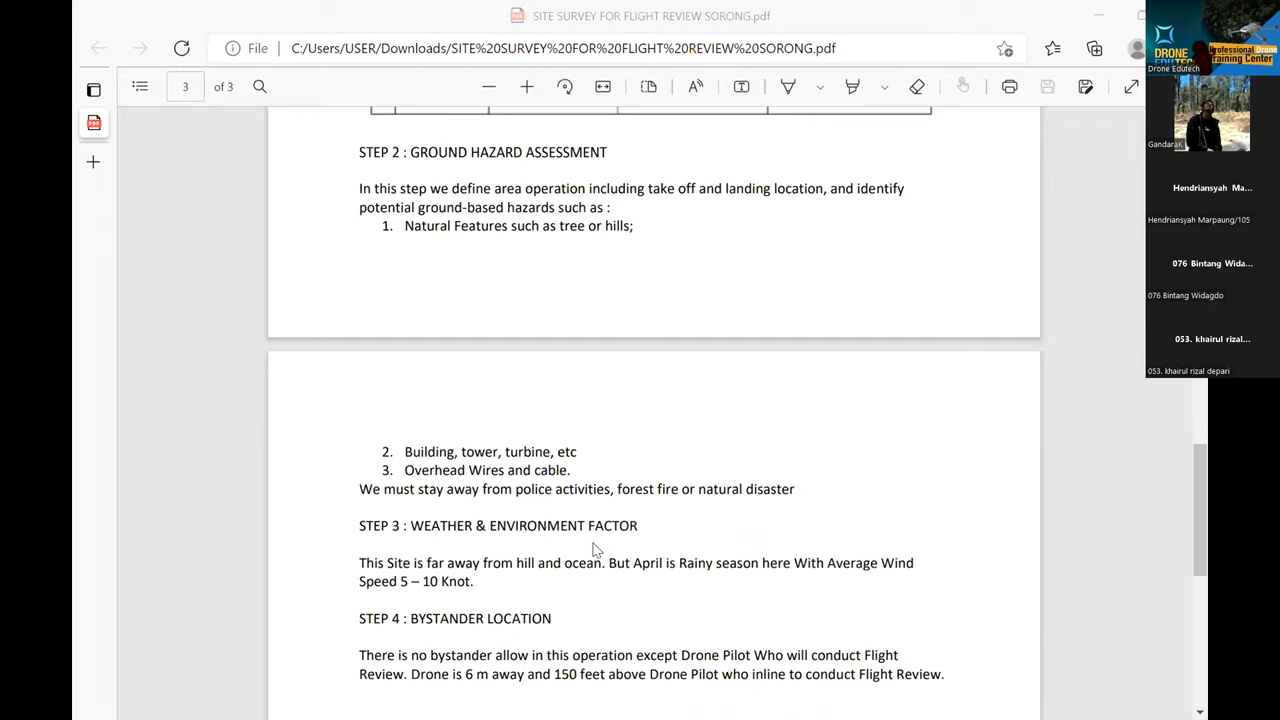 SITE SURVEY FOR FLIGHT REVIEW SORONG.pdf
File
C:/Users/USER/Downloads/SITE%20SURVEY%20FOR%20FLIGHT%20REVIEW%20SORONG.pdf
3 of 3
STEP 2 : GROUND HAZARD ASSESSMENT
In this step we define area operation including take off and landing location, and identify
potential ground-based hazards such as :
1. Natural Features such as tree or hills;
2. Building, tower, turbine, etc
3. Overhead Wires and cable.
We must stay away from police activities, forest fire or natural disaster
STEP 3 : WEATHER & ENVIRONMENT FACTOR
This Site is far away from hill and ocean. But April is Rainy season here With Average Wind
Speed 5 – 10 Knot.
STEP 4 : BYSTANDER LOCATION
There is no bystander allow in this operation except Drone Pilot Who will conduct Flight
Review. Drone is 6 m away and 150 feet above Drone Pilot who inline to conduct Flight Review.
DRONE
EDUTECH
Professional Drone
Training Center
Drone Edutech
GandaraK
Hendriansyah Ma...
Hendriansyah Marpaung/105
076 Bintang Wida...
076 Bintang Widagdo
053. khairul rizal...
053. khairul rizal depari